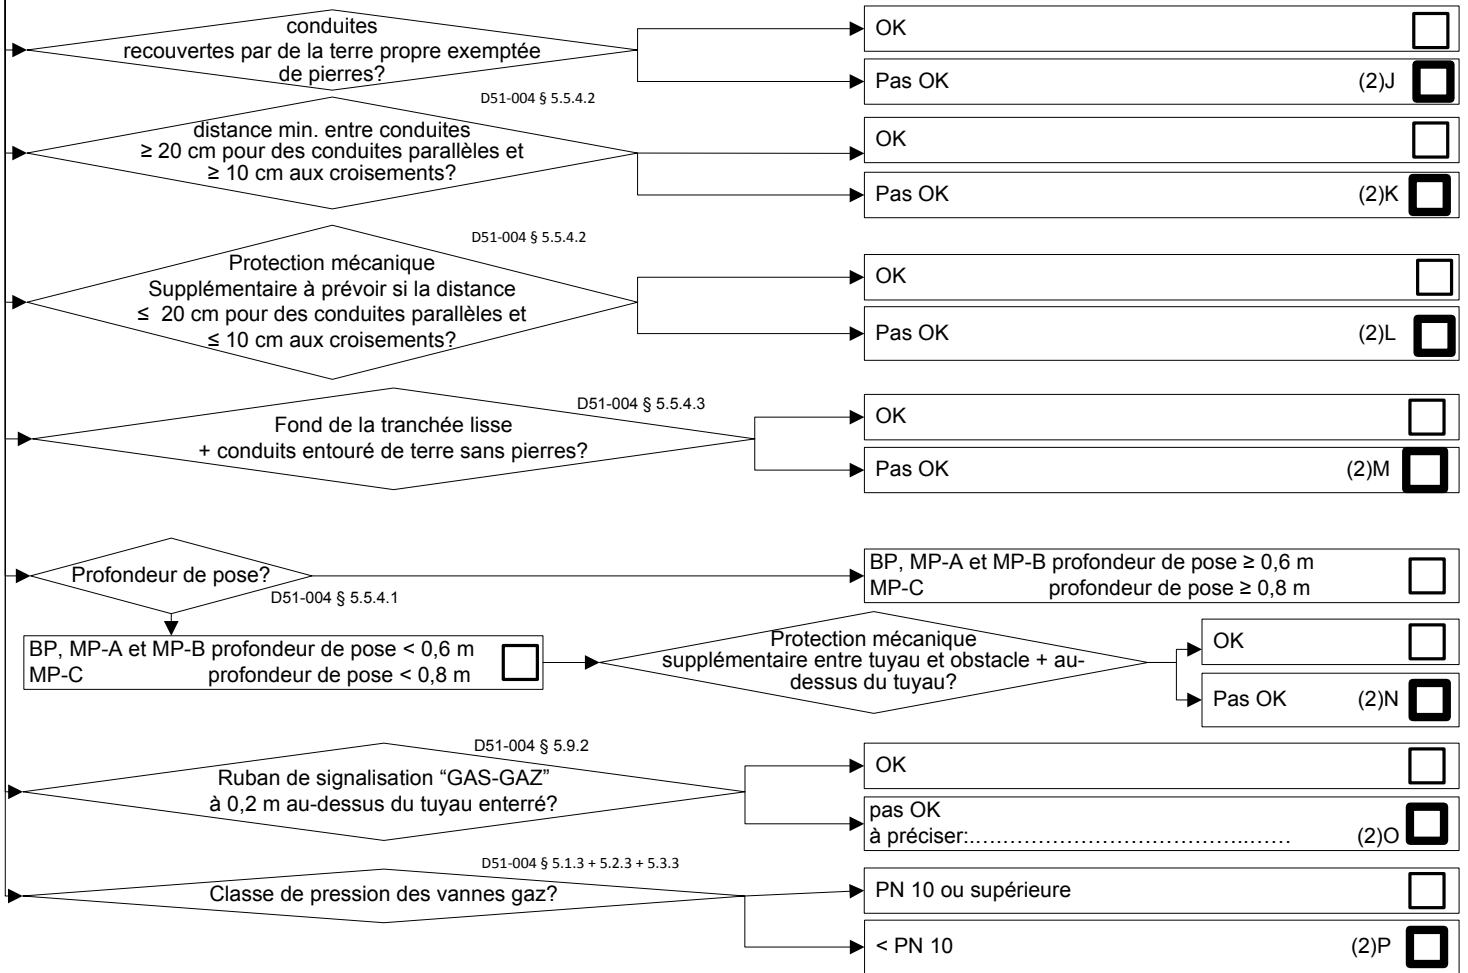 conduites
recouvertes par de la terre propre exemptée
de pierres?
OK
Pas OK (2)J
D51-004 § 5.5.4.2
distance min. entre conduites
≥ 20 cm pour des conduites parallèles et
≥ 10 cm aux croisements?
OK
Pas OK (2)K
D51-004 § 5.5.4.2
Protection mécanique
Supplémentaire à prévoir si la distance
≤ 20 cm pour des conduites parallèles et
≤ 10 cm aux croisements?
OK
Pas OK (2)L
D51-004 § 5.5.4.3
Fond de la tranchée lisse
+ conduits entouré de terre sans pierres?
OK
Pas OK (2)M
Profondeur de pose?
D51-004 § 5.5.4.1
BP, MP-A et MP-B profondeur de pose ≥ 0,6 m
MP-C profondeur de pose ≥ 0,8 m
BP, MP-A et MP-B profondeur de pose < 0,6 m
MP-C profondeur de pose < 0,8 m
Protection mécanique
supplémentaire entre tuyau et obstacle + au-
dessus du tuyau?
OK
Pas OK (2)N
D51-004 § 5.9.2
Ruban de signalisation “GAS-GAZ”
à 0,2 m au-dessus du tuyau enterré?
OK
pas OK
à préciser:…………………………………….…… (2)O
D51-004 § 5.1.3 + 5.2.3 + 5.3.3
Classe de pression des vannes gaz?
PN 10 ou supérieure
< PN 10 (2)P